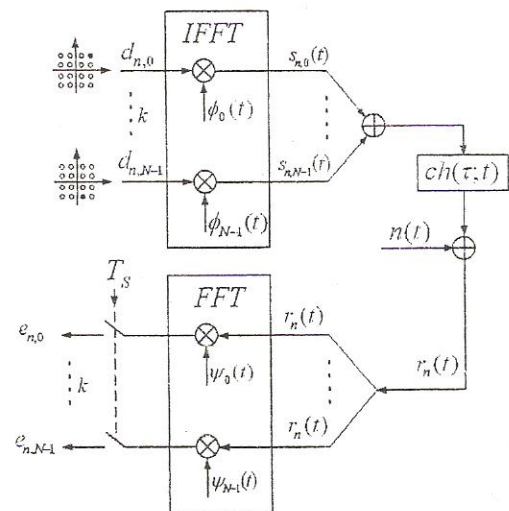 IFFT
d_{n,0}
s_{n,0}(t)
k
ϕ_0(t)
d_{n,N-1}
s_{n,N-1}(t)
ch(τ;t)
ϕ_{N-1}(t)
n(t)
T_S
FFT
r_n(t)
e_{n,0}
k
ψ_0(t)
r_n(t)
r_n(t)
e_{n,N-1}
ψ_{N-1}(t)